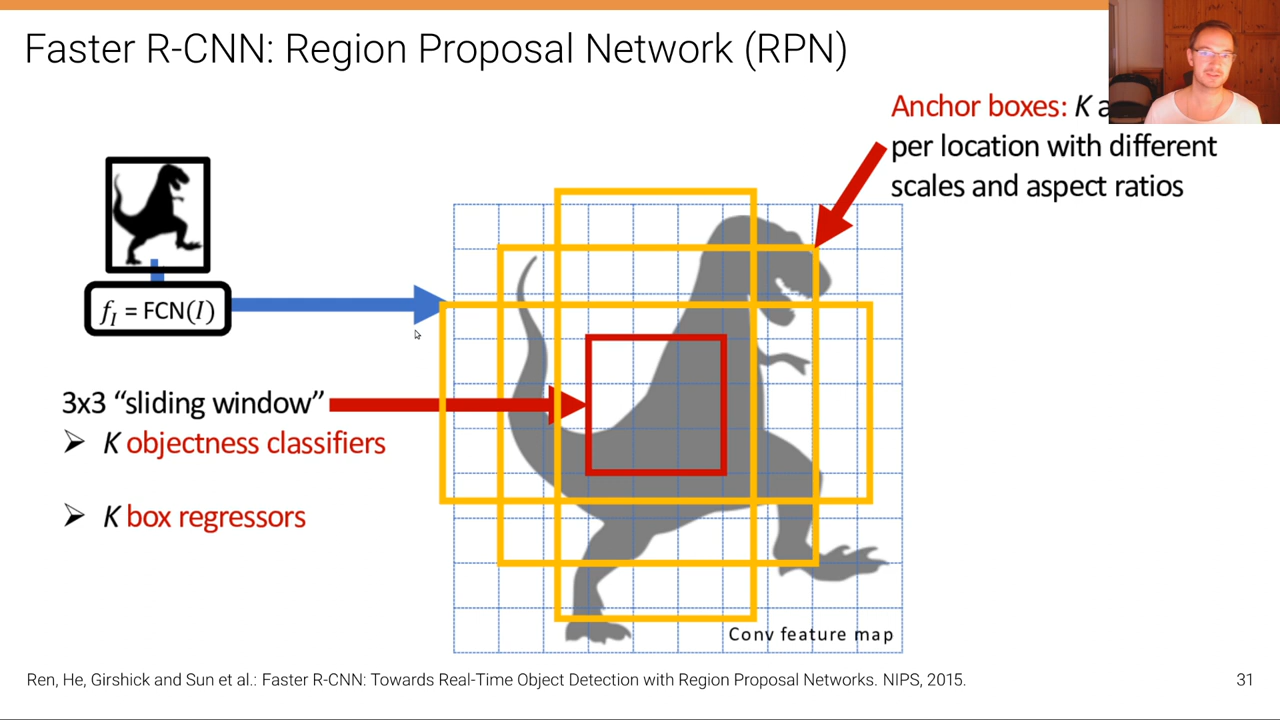 Faster R-CNN: Region Proposal Network (RPN)
Anchor boxes: K
per location with different
scales and aspect ratios
f_I = FCN(I)
3x3 “sliding window”
➢ K objectness classifiers
➢ K box regressors
Conv feature map
Ren, He, Girshick and Sun et al.: Faster R-CNN: Towards Real-Time Object Detection with Region Proposal Networks. NIPS, 2015.
31